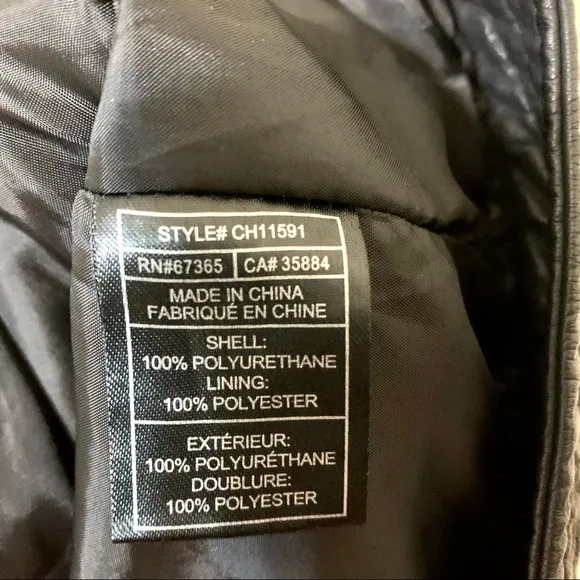 STYLE# CH11591
RN#67365 CA# 35884
MADE IN CHINA
FABRIQUÉ EN CHINE
SHELL:
100% POLYURETHANE
LINING:
100% POLYESTER
EXTÉRIEUR:
100% POLYURÉTHANE
DOUBLURE:
100% POLYESTER